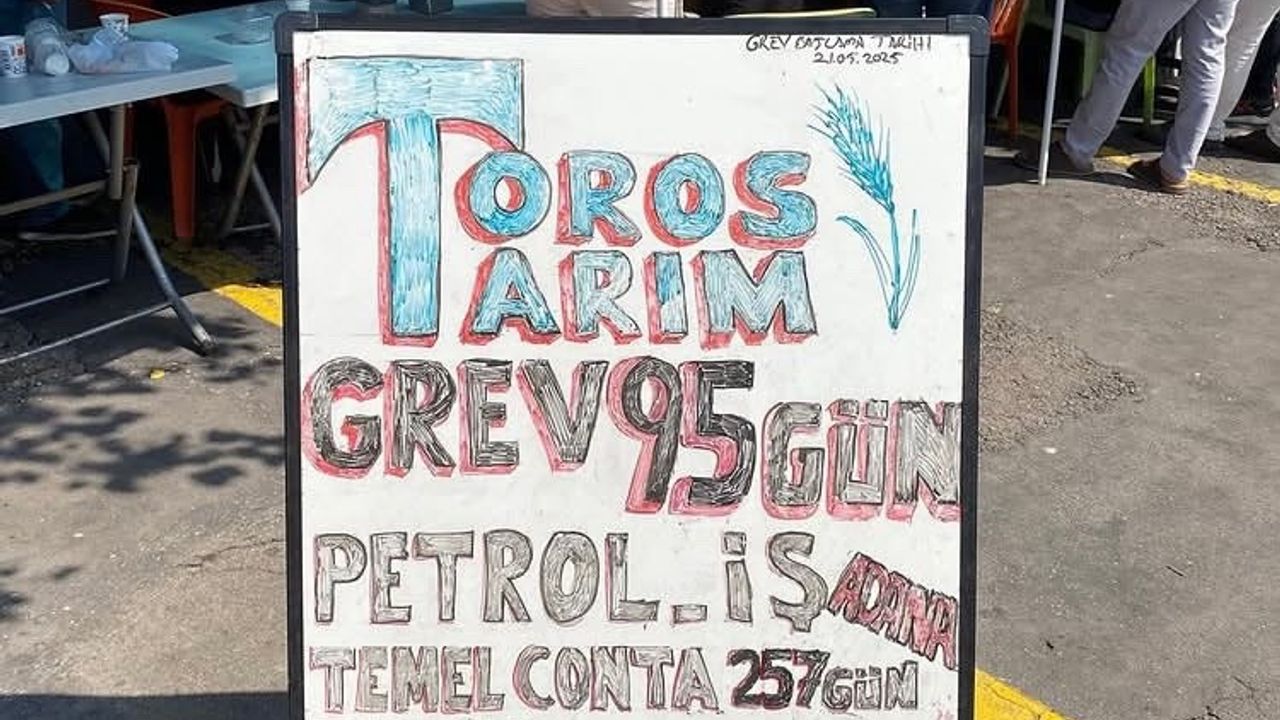 GREV BAŞLAMA TARİHİ
21.05.2025
TOROS
TARIM
GREV 95 GÜN
PETROL-İŞ ADANA
TEMEL CONTA 257 GÜN